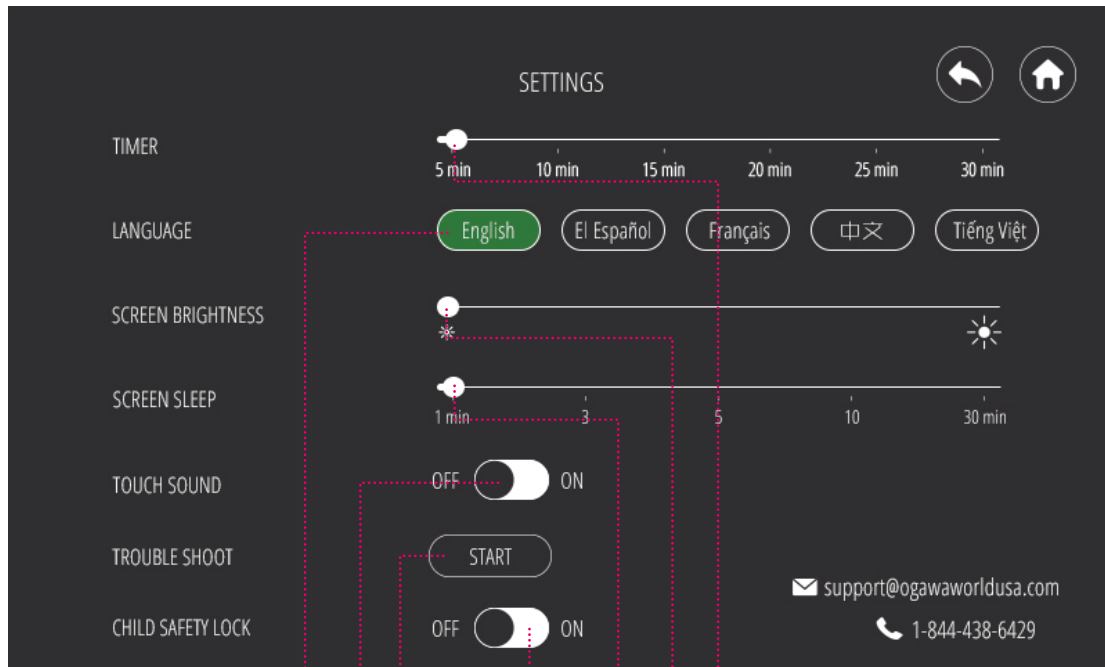 SETTINGS
TIMER
5 min 10 min 15 min 20 min 25 min 30 min
LANGUAGE English El Español Français 中文 Tiếng Việt
SCREEN BRIGHTNESS
SCREEN SLEEP
1 min 3 5 10 30 min
TOUCH SOUND OFF ON
TROUBLE SHOOT START
support@ogawaworldusa.com
CHILD SAFETY LOCK OFF ON 1-844-438-6429